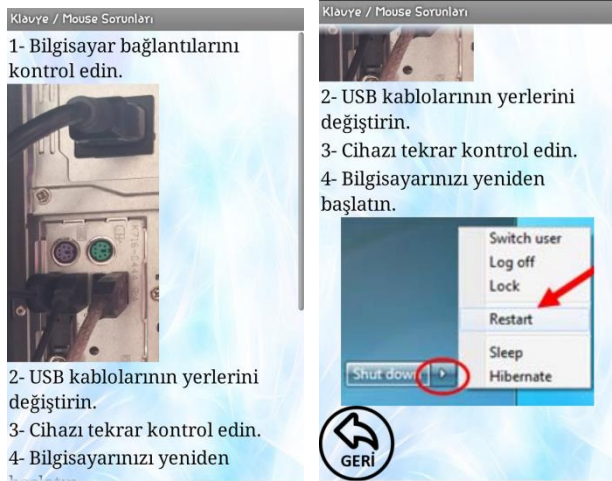 Klavye / Mouse Sorunları
1- Bilgisayar bağlantılarını
kontrol edin.
2- USB kablolarının yerlerini
değiştirin.
3- Cihazı tekrar kontrol edin.
4- Bilgisayarınızı yeniden
Klavye / Mouse Sorunları
2- USB kablolarının yerlerini
değiştirin.
3- Cihazı tekrar kontrol edin.
4- Bilgisayarınızı yeniden
başlatın.
Switch user
Log off
Lock
Restart
Sleep
Shut down
Hibernate
GERİ